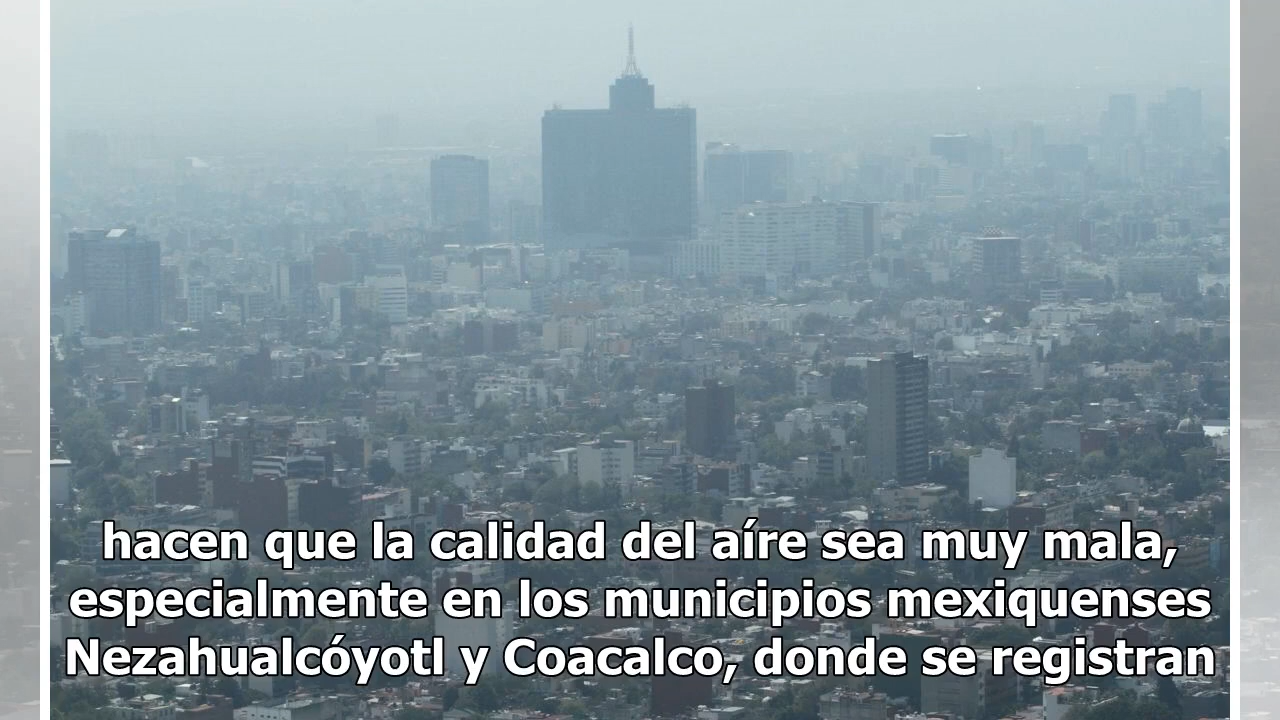 hacen que la calidad del aíre sea muy mala,
especialmente en los municipios mexiquenses
Nezahualcóyotl y Coacalco, donde se registran